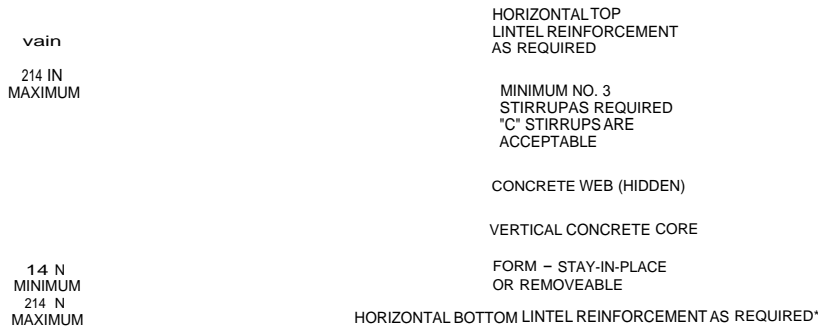 HORIZONTAL TOP
LINTEL REINFORCEMENT
AS REQUIRED
vain
214 IN
MAXIMUM
MINIMUM NO. 3
STIRRUP AS REQUIRED
"C" STIRRUPS ARE
ACCEPTABLE
CONCRETE WEB (HIDDEN)
VERTICAL CONCRETE CORE
14 N
MINIMUM
214 N
MAXIMUM
FORM – STAY-IN-PLACE
OR REMOVEABLE
HORIZONTAL BOTTOM LINTEL REINFORCEMENT AS REQUIRED*